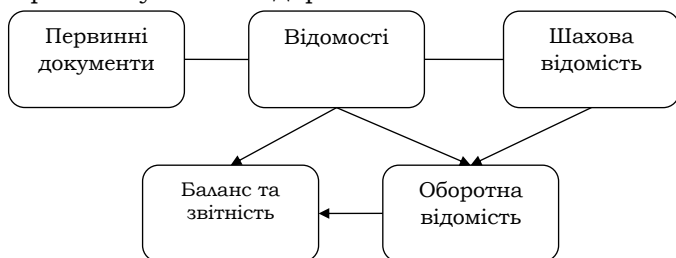 Первинні
документи
Відомості
Шахова
відомість
Баланс та
звітність
Оборотна
відомість